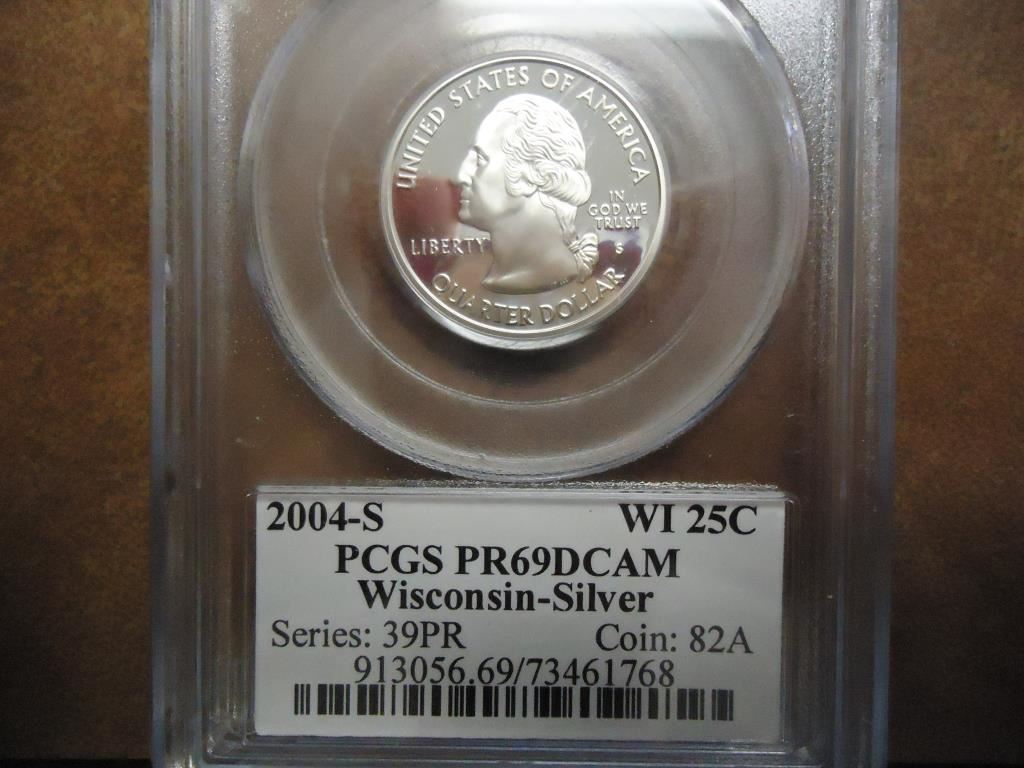 UNITED STATES OF AMERICA
IN
GOD WE
TRUST
LIBERTY
S
QUARTER DOLLAR
2004-S WI 25C
PCGS PR69DCAM
Wisconsin-Silver
Series: 39PR Coin: 82A
913056.69/73461768